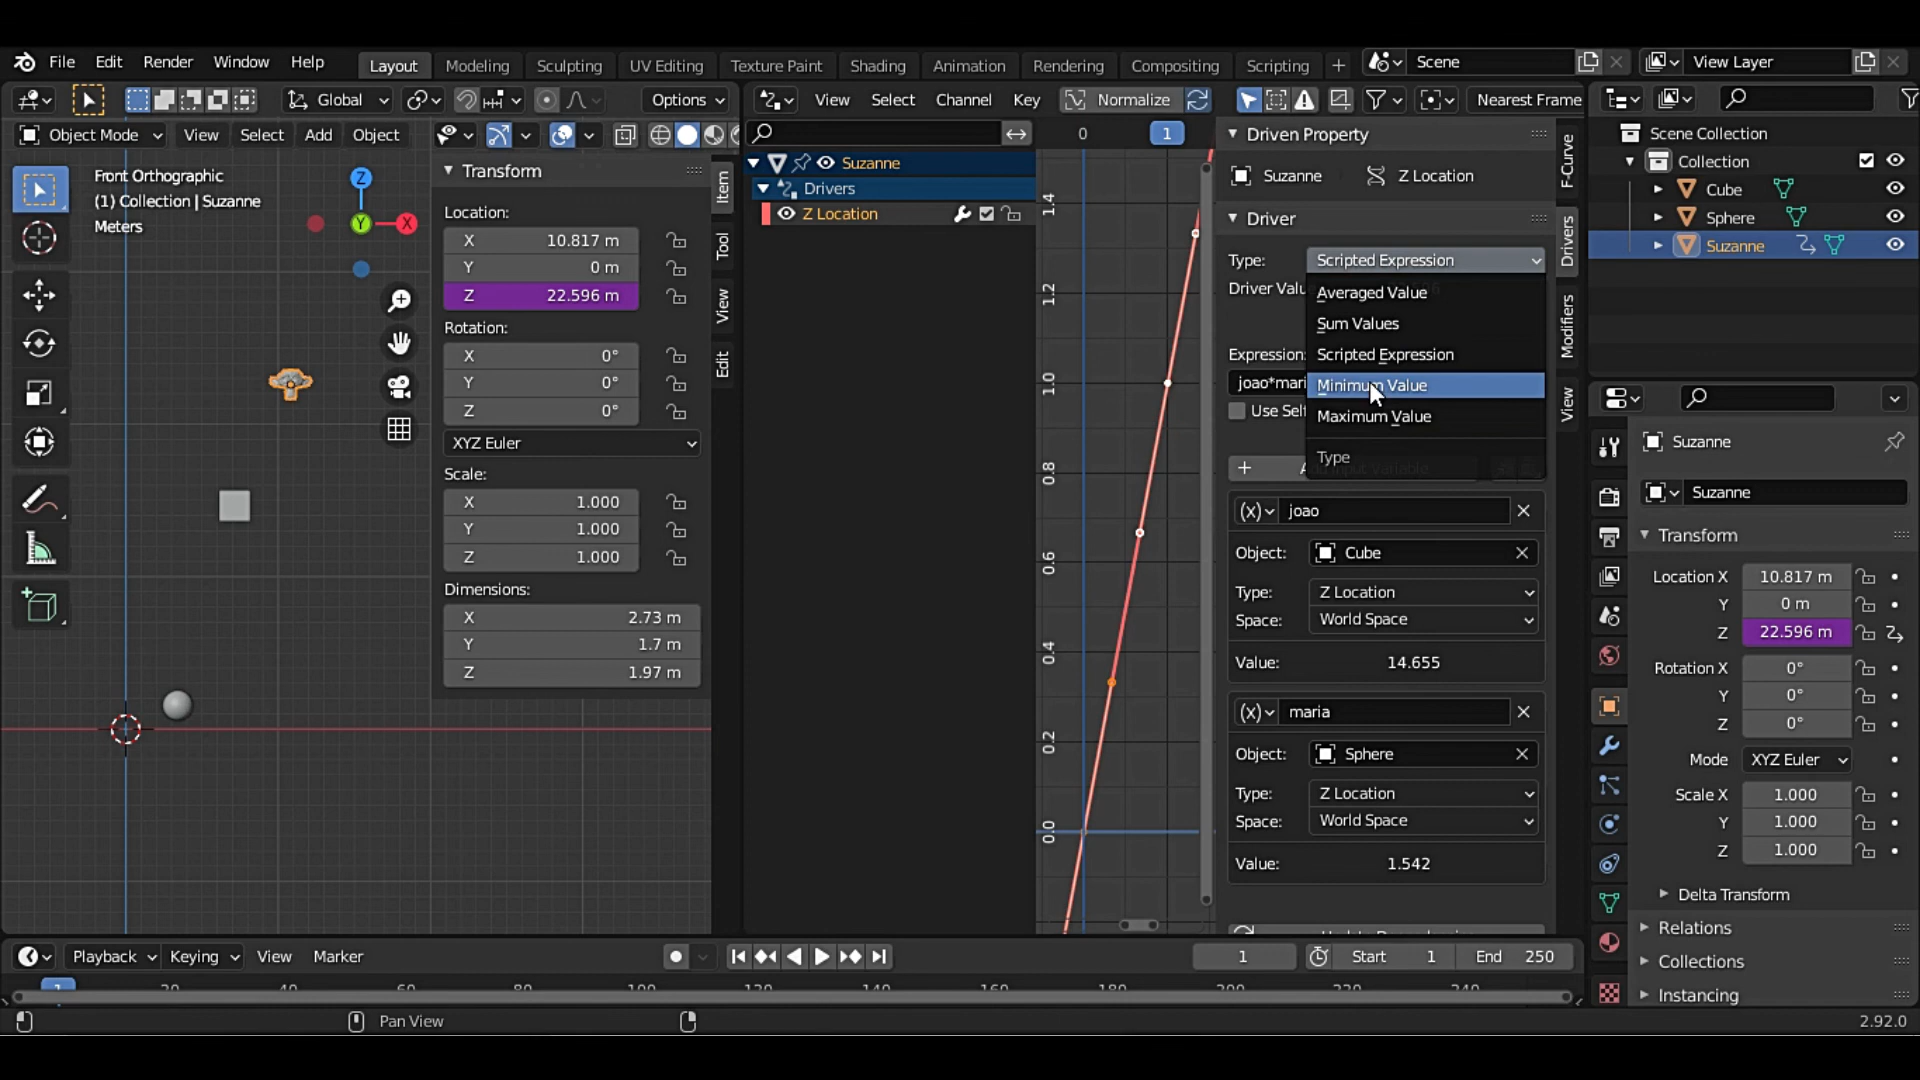 File Edit Render Window Help Layout Modeling Sculpting UV Editing Texture Paint Shading Animation Rendering Compositing Scripting + Scene View Layer
Global Options View Select Channel Key Normalize Nearest Frame
Object Mode View Select Add Object
Front Orthographic
(1) Collection | Suzanne
Meters
Z
Y
X
Transform
Location:
X 10.817 m
Y 0 m
Z 22.596 m
Rotation:
X 0°
Y 0°
Z 0°
XYZ Euler
Scale:
X 1.000
Y 1.000
Z 1.000
Dimensions:
X 2.73 m
Y 1.7 m
Z 1.97 m
Item
Tool
View
Edit
Suzanne
Drivers
Z Location
0 1
1.4
1.2
1.0
0.8
0.6
0.4
0.2
0.0
Driven Property
Suzanne Z Location
Driver
Type: Scripted Expression
Driver Valu
Averaged Value
Sum Values
Scripted Expression
Minimum Value
Maximum Value
Type
Expression:
joao*mari
Use Self
(x) joao
Object: Cube
Type: Z Location
Space: World Space
Value: 14.655
(x) maria
Object: Sphere
Type: Z Location
Space: World Space
Value: 1.542
F-Curve
Drivers
Modifiers
View
Scene Collection
Collection
Cube
Sphere
Suzanne
Suzanne
Suzanne
Transform
Location X 10.817 m
Y 0 m
Z 22.596 m
Rotation X 0°
Y 0°
Z 0°
Mode XYZ Euler
Scale X 1.000
Y 1.000
Z 1.000
Delta Transform
Relations
Collections
Instancing
Playback Keying View Marker 1 Start 1 End 250
1 20 40 60 80 100 120 140 160 180 200 220 240
Pan View 2.92.0